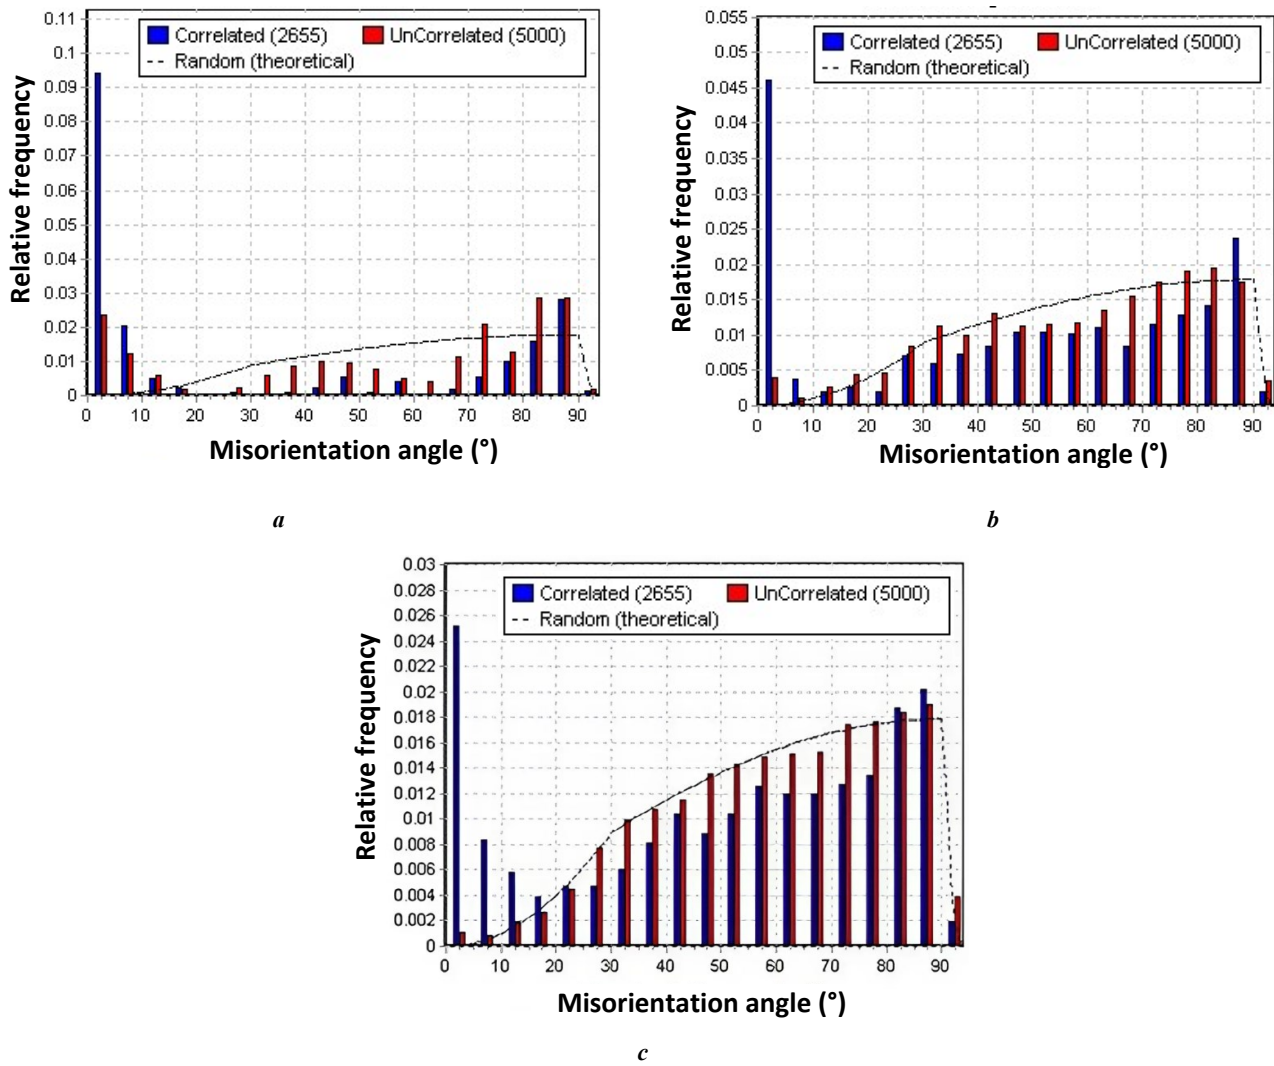 Correlated (2655) UnCorrelated (5000)
Random (theoretical)
Relative frequency
0.11
0.1
0.09
0.08
0.07
0.06
0.05
0.04
0.03
0.02
0.01
0
0 10 20 30 40 50 60 70 80 90
Misorientation angle (°)
a
Correlated (2655) UnCorrelated (5000)
Random (theoretical)
Relative frequency
0.055
0.05
0.045
0.04
0.035
0.03
0.025
0.02
0.015
0.01
0.005
0
0 10 20 30 40 50 60 70 80 90
Misorientation angle (°)
b
Correlated (2655) UnCorrelated (5000)
Random (theoretical)
Relative frequency
0.03
0.028
0.026
0.024
0.022
0.02
0.018
0.016
0.014
0.012
0.01
0.008
0.006
0.004
0.002
0
0 10 20 30 40 50 60 70 80 90
Misorientation angle (°)
c